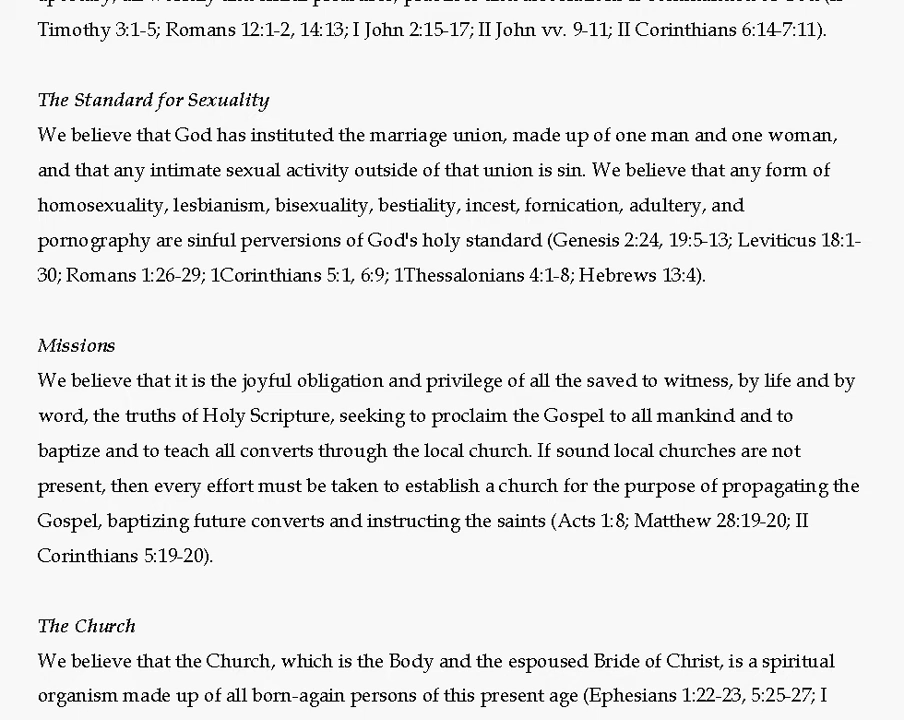 Timothy 3:1-5; Romans 12:1-2, 14:13; I John 2:15-17; II John vv. 9-11; II Corinthians 6:14-7:11).
The Standard for Sexuality
We believe that God has instituted the marriage union, made up of one man and one woman,
and that any intimate sexual activity outside of that union is sin. We believe that any form of
homosexuality, lesbianism, bisexuality, bestiality, incest, fornication, adultery, and
pornography are sinful perversions of God's holy standard (Genesis 2:24, 19:5-13; Leviticus 18:1-
30; Romans 1:26-29; 1Corinthians 5:1, 6:9; 1Thessalonians 4:1-8; Hebrews 13:4).
Missions
We believe that it is the joyful obligation and privilege of all the saved to witness, by life and by
word, the truths of Holy Scripture, seeking to proclaim the Gospel to all mankind and to
baptize and to teach all converts through the local church. If sound local churches are not
present, then every effort must be taken to establish a church for the purpose of propagating the
Gospel, baptizing future converts and instructing the saints (Acts 1:8; Matthew 28:19-20; II
Corinthians 5:19-20).
The Church
We believe that the Church, which is the Body and the espoused Bride of Christ, is a spiritual
organism made up of all born-again persons of this present age (Ephesians 1:22-23, 5:25-27; I